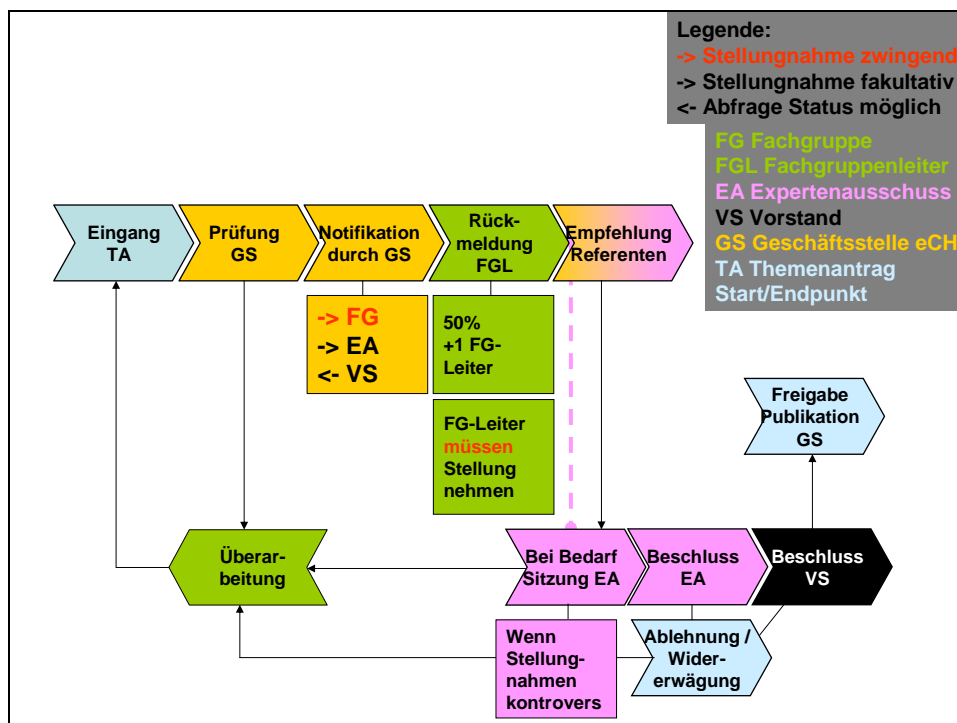 Legende:
-> Stellungnahme zwingend
-> Stellungnahme fakultativ
<- Abfrage Status möglich
FG Fachgruppe
FGL Fachgruppenleiter
EA Expertenausschuss
VS Vorstand
GS Geschäftsstelle eCH
TA Themenantrag
Start/Endpunkt
Eingang
TA
Prüfung
GS
Notifikation
durch GS
Rück-
meldung
FGL
Empfehlung
Referenten
-> FG
-> EA
<- VS
50%
+1 FG-
Leiter
FG-Leiter
müssen
Stellung
nehmen
Freigabe
Publikation
GS
Überar-
beitung
Bei Bedarf
Sitzung EA
Beschluss
EA
Beschluss
VS
Wenn
Stellung-
nahmen
kontrovers
Ablehnung /
Wider-
erwägung